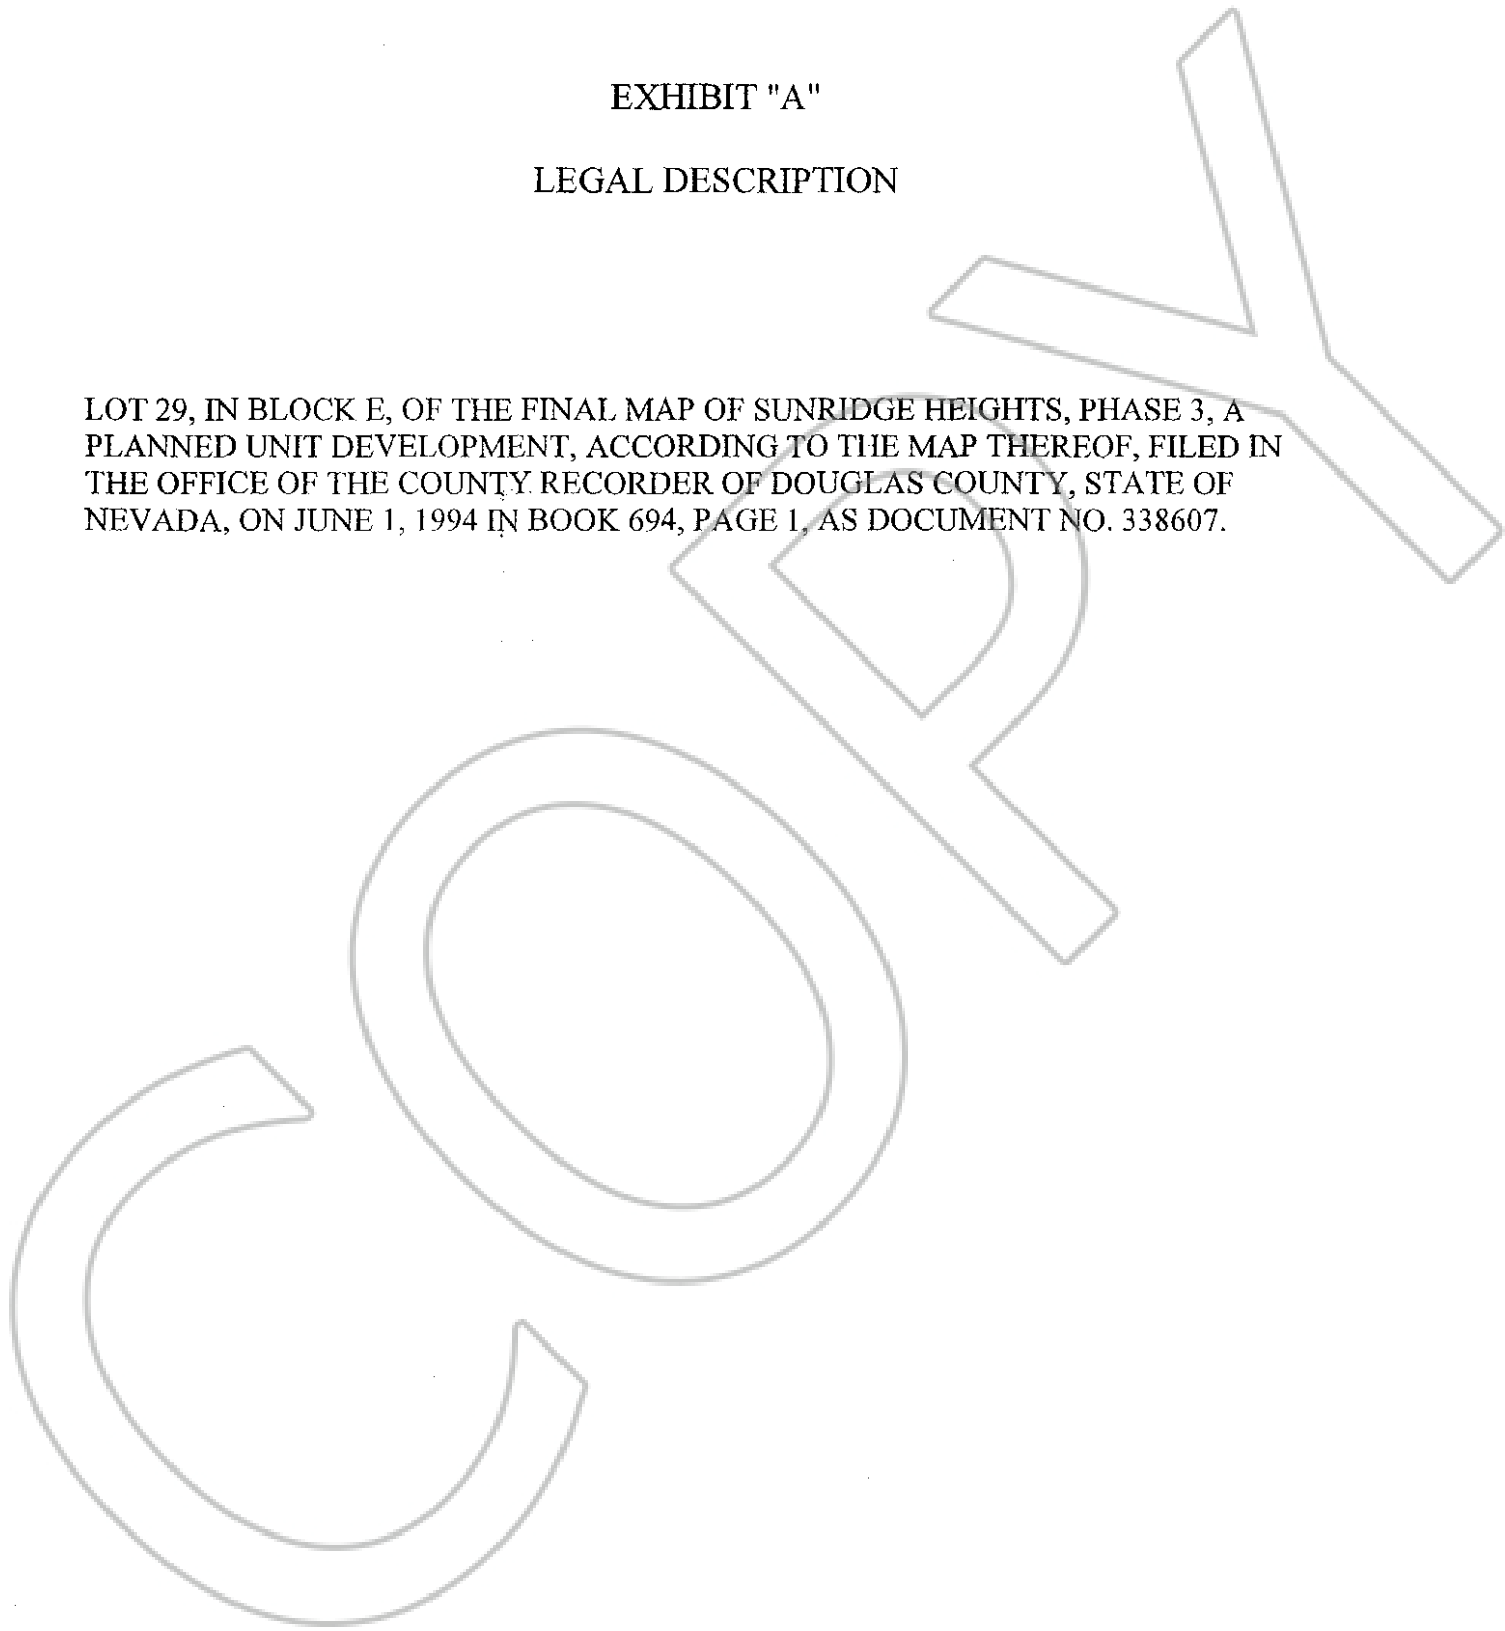 EXHIBIT "A"
LEGAL DESCRIPTION
LOT 29, IN BLOCK E, OF THE FINAL MAP OF SUNRIDGE HEIGHTS, PHASE 3, A
PLANNED UNIT DEVELOPMENT, ACCORDING TO THE MAP THEREOF, FILED IN
THE OFFICE OF THE COUNTY RECORDER OF DOUGLAS COUNTY, STATE OF
NEVADA, ON JUNE 1, 1994 IN BOOK 694, PAGE 1, AS DOCUMENT NO. 338607.
COPY